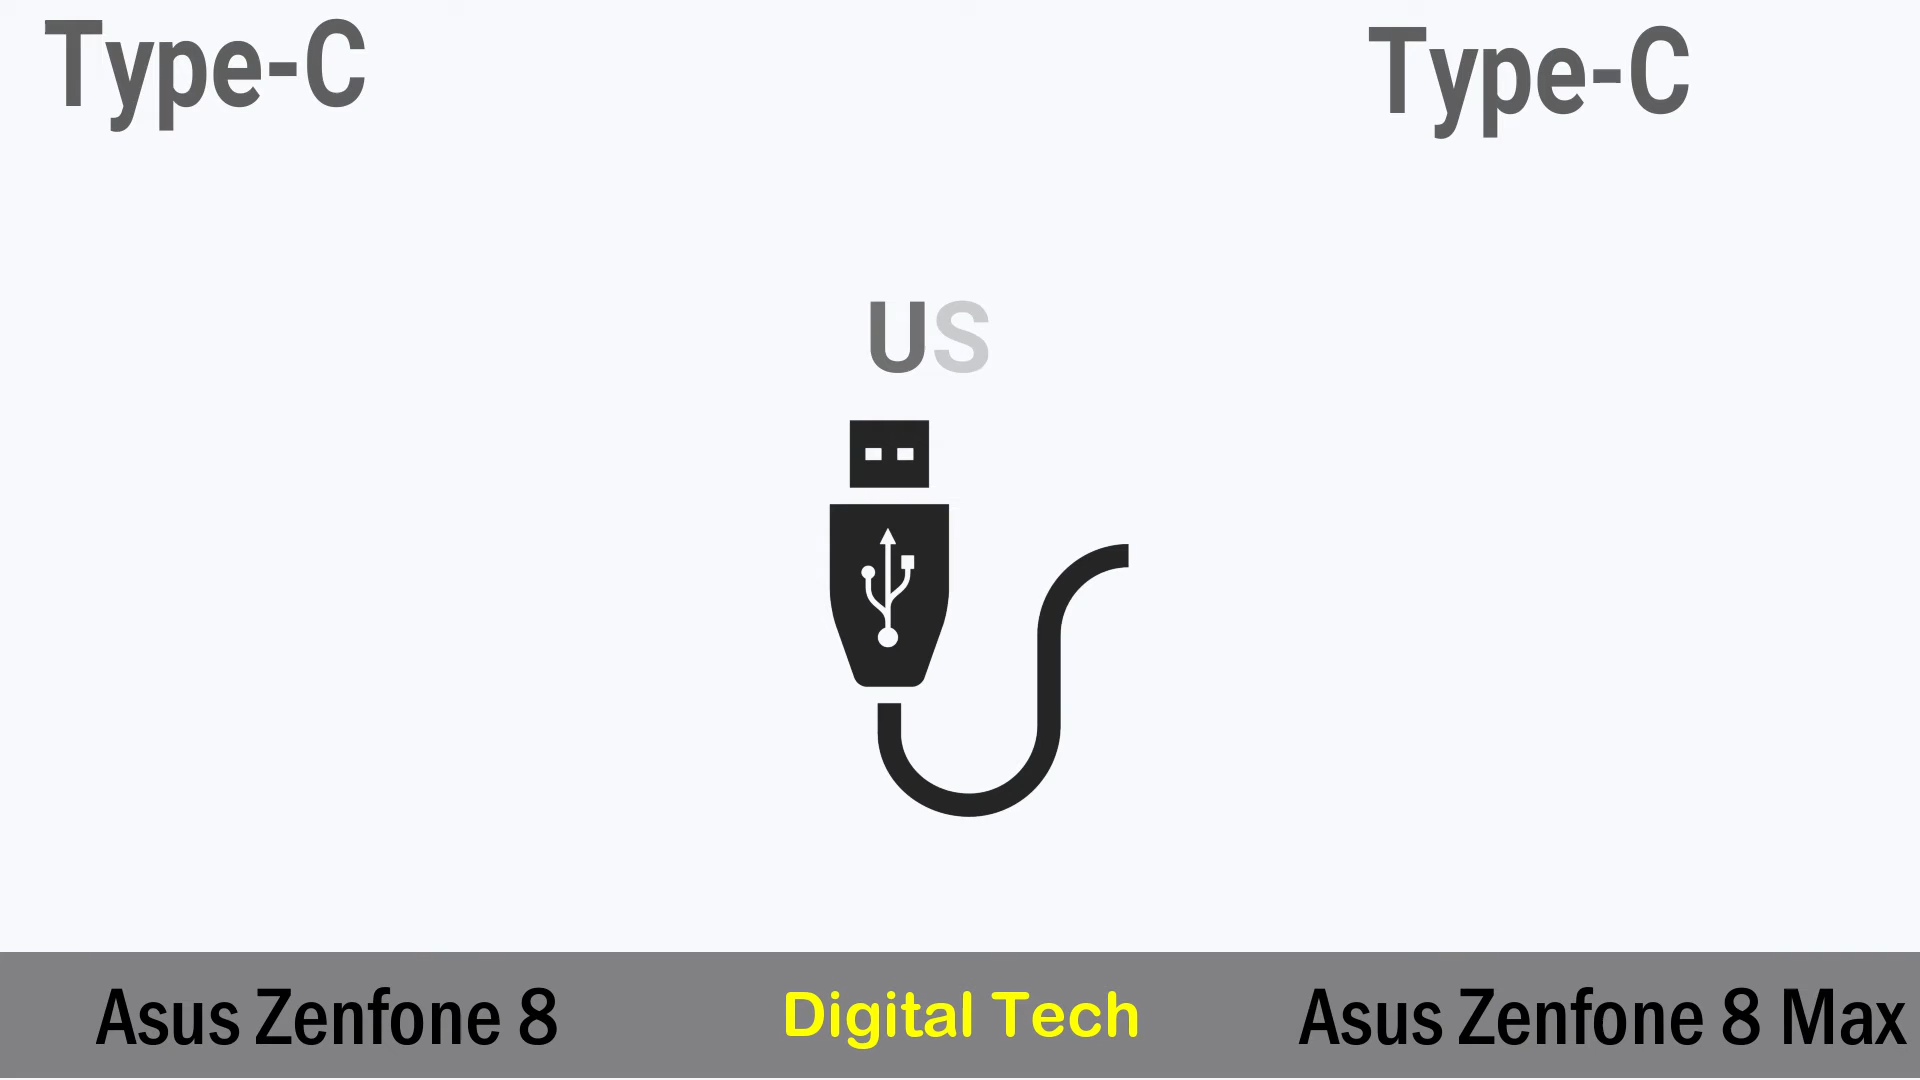 Type-C
Type-C
US
Asus Zenfone 8
Digital Tech
Asus Zenfone 8 Max